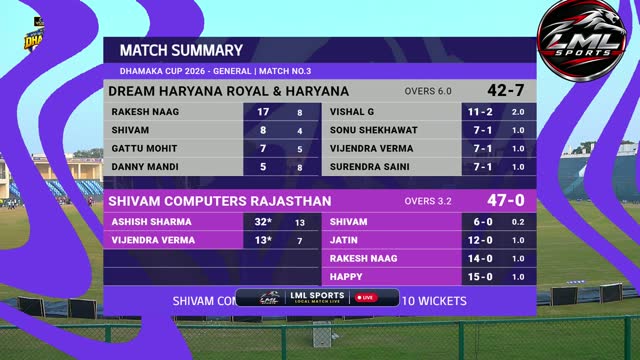 LML
SPORTS
MATCH SUMMARY
DHAMAKA CUP 2026 - GENERAL | MATCH NO.3
DREAM HARYANA ROYAL & HARYANA OVERS 6.0 42-7
RAKESH NAAG 17 8 VISHAL G 11-2 2.0
SHIVAM 8 4 SONU SHEKHAWAT 7-1 1.0
GATTU MOHIT 7 5 VIJENDRA VERMA 7-1 1.0
DANNY MANDI 5 8 SURENDRA SAINI 7-1 1.0
SHIVAM COMPUTERS RAJASTHAN OVERS 3.2 47-0
ASHISH SHARMA 32* 13 SHIVAM 6-0 0.2
VIJENDRA VERMA 13* 7 JATIN 12-0 1.0
RAKESH NAAG 14-0 1.0
HAPPY 15-0 1.0
SHIVAM 10 WICKETS
LML SPORTS
LOCAL MATCH LIVE
LIVE